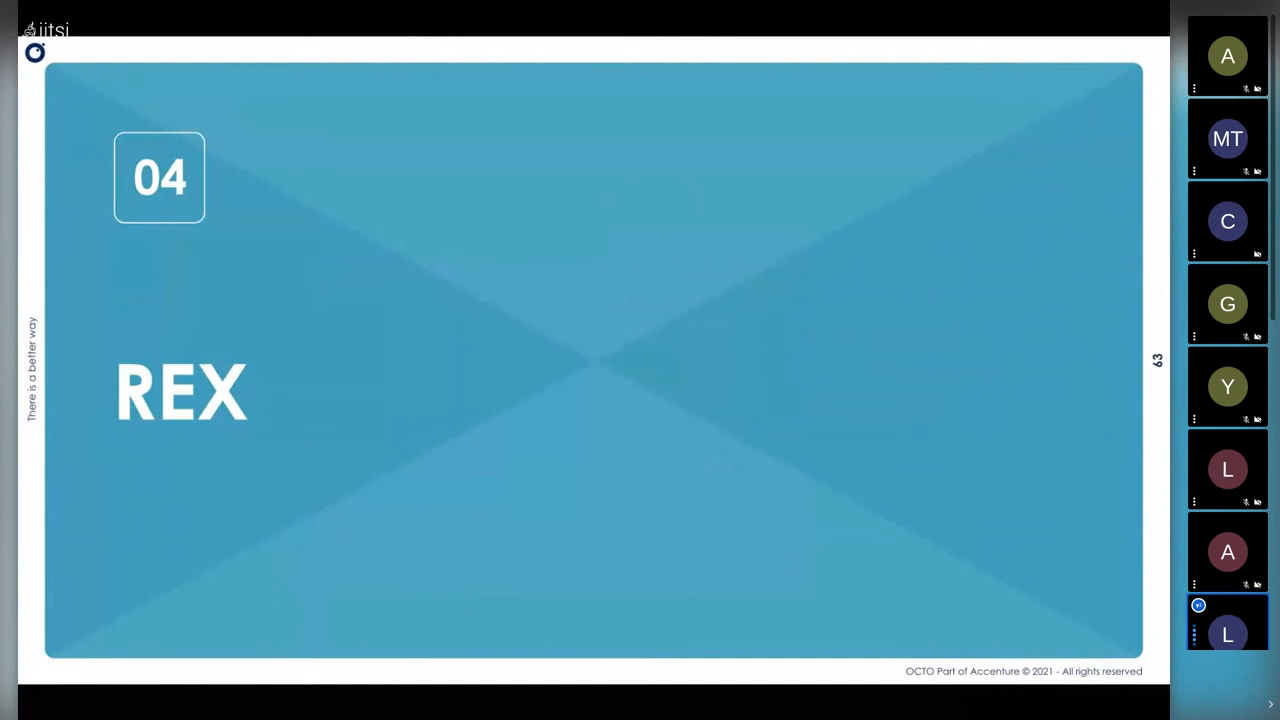 jitsi
04
REX
There is a better way
63
OCTO Part of Accenture © 2021 - All rights reserved
A
MT
C
G
Y
L
A
L